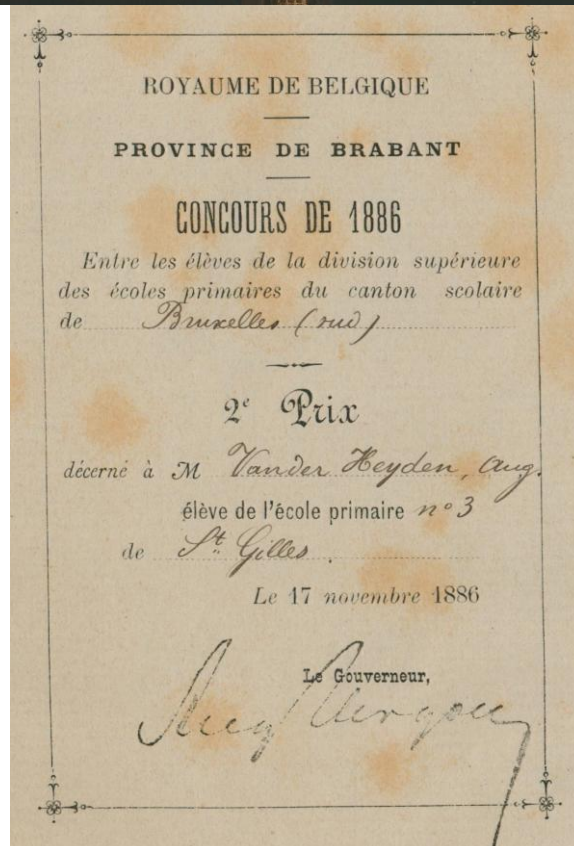 ROYAUME DE BELGIQUE
PROVINCE DE BRABANT
CONCOURS DE 1886
Entre les élèves de la division supérieure
des écoles primaires du canton scolaire
de Bruxelles (sud)
2e Prix
décerné à M Vander Heyden, Aug.
élève de l'école primaire no 3
de St. Gilles.
Le 17 novembre 1886
Le Gouverneur,